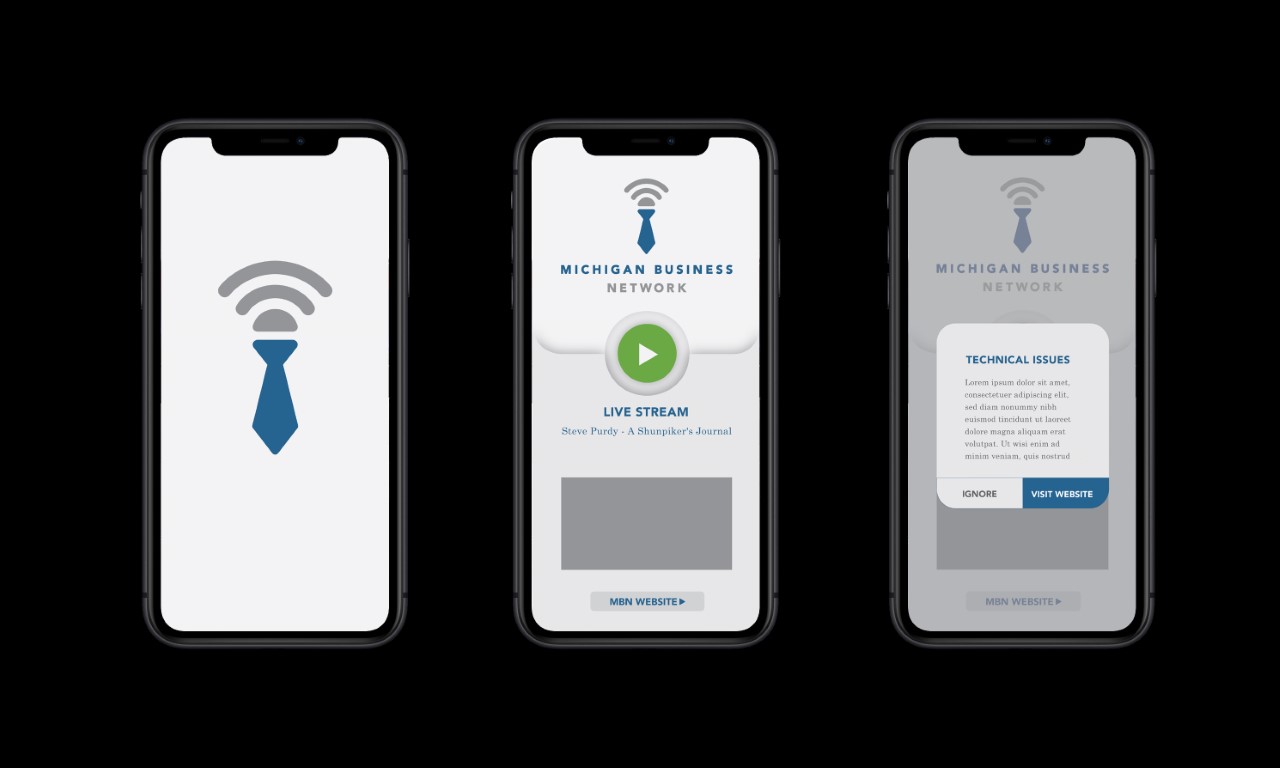 MICHIGAN BUSINESS
NETWORK
LIVE STREAM
Steve Purdy - A Shunpiker's Journal
MBN WEBSITE
MICHIGAN BUSINESS
NETWORK
TECHNICAL ISSUES
Lorem ipsum dolor sit amet,
consectetuer adipiscing elit,
sed diam nonummy nibh
euismod tincidunt ut laoreet
dolore magna aliquam erat
volutpat. Ut wisi enim ad
minim veniam, quis nostrud
IGNORE
VISIT WEBSITE
MBN WEBSITE